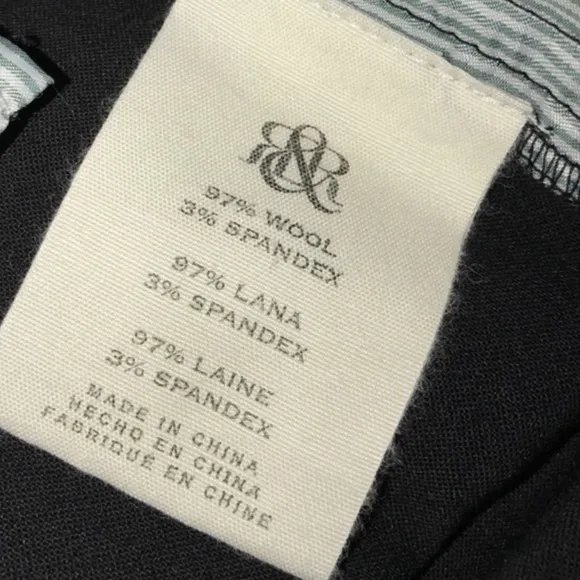 R&R
97% WOOL
3% SPANDEX
97% LANA
3% SPANDEX
97% LAINE
3% SPANDEX
MADE IN CHINA
HECHO EN CHINA
FABRIQUÉ EN CHINE